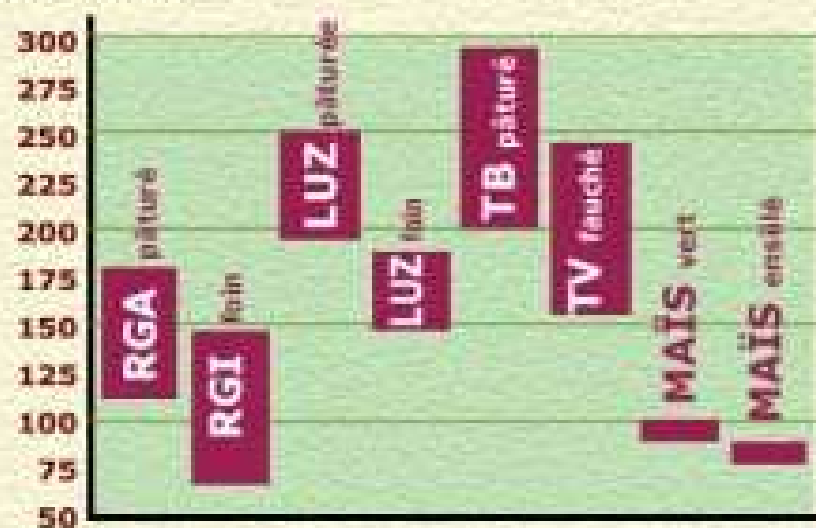 300
275
250
225
200
175
150
125
100
75
50
RGA pâturé
RGI foin
LUZ pâturée
LUZ foin
TB pâturé
TV fauché
MAÏS vert
MAÏS ensilé